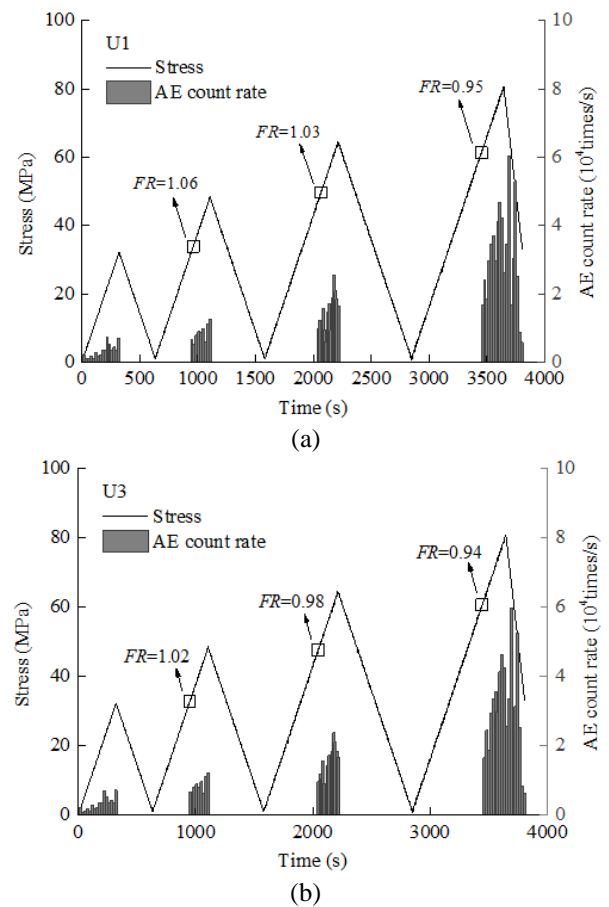 U1
Stress
AE count rate
FR=1.06
FR=1.03
FR=0.95
100
80
60
40
20
0
Stress (MPa)
10
8
6
4
2
0
AE count rate (10⁴times/s)
0 500 1000 1500 2000 2500 3000 3500 4000
Time (s)
(a)
U3
Stress
AE count rate
FR=1.02
FR=0.98
FR=0.94
100
80
60
40
20
0
Stress (MPa)
10
8
6
4
2
0
AE count rate (10⁴times/s)
0 1000 2000 3000 4000
Time (s)
(b)